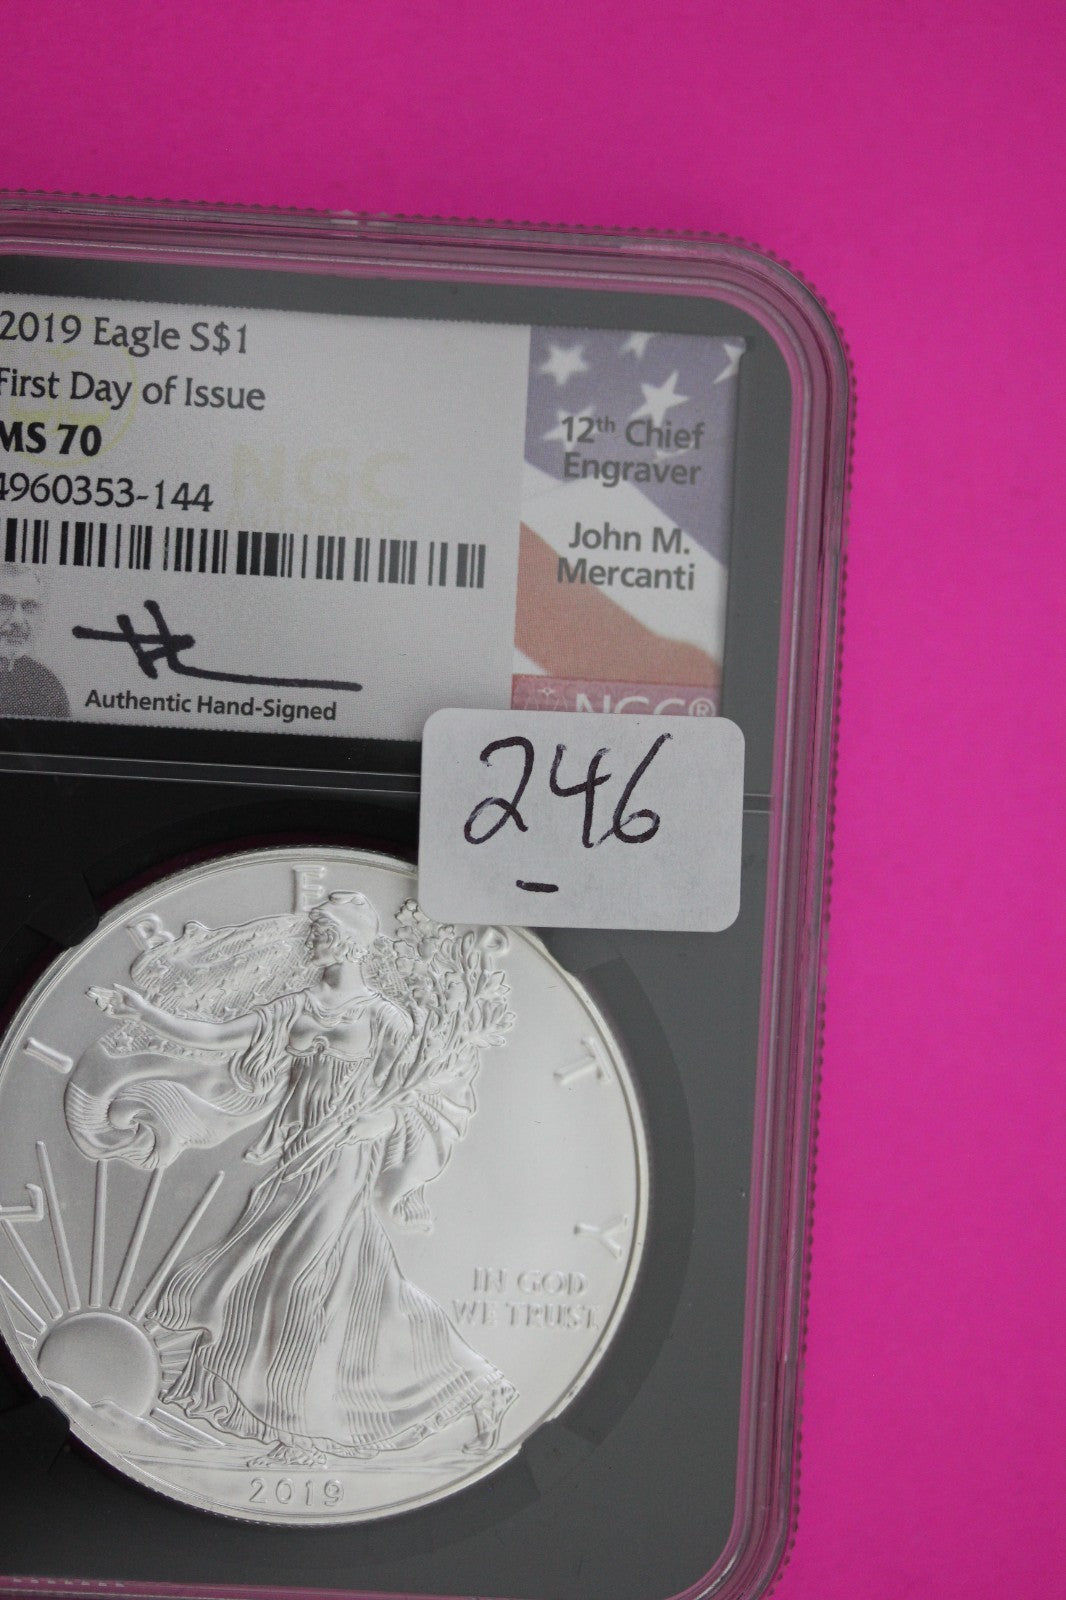 2019 Eagle S$1
First Day of Issue
MS 70
4960353-144
NGC
12th Chief
Engraver
John M.
Mercanti
Authentic Hand-Signed
NGC®
246
LIBERTY
IN GOD
WE TRUST
2019